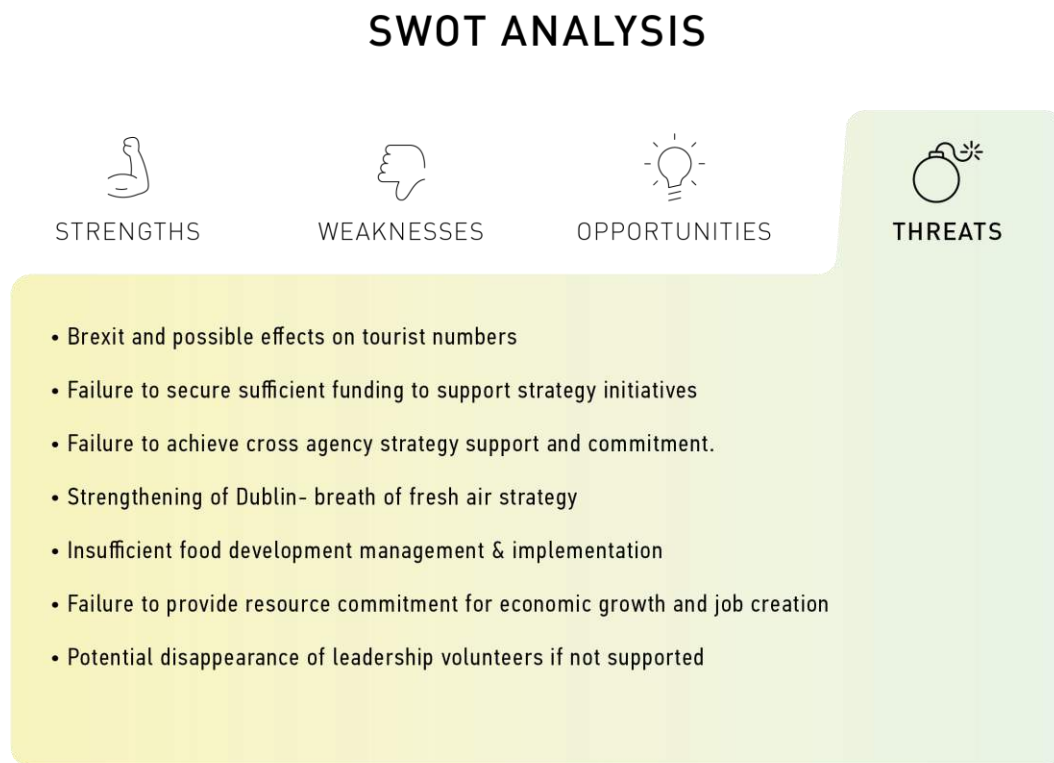 SWOT ANALYSIS
STRENGTHS
WEAKNESSES
OPPORTUNITIES
THREATS
• Brexit and possible effects on tourist numbers
• Failure to secure sufficient funding to support strategy initiatives
• Failure to achieve cross agency strategy support and commitment.
• Strengthening of Dublin- breath of fresh air strategy
• Insufficient food development management & implementation
• Failure to provide resource commitment for economic growth and job creation
• Potential disappearance of leadership volunteers if not supported